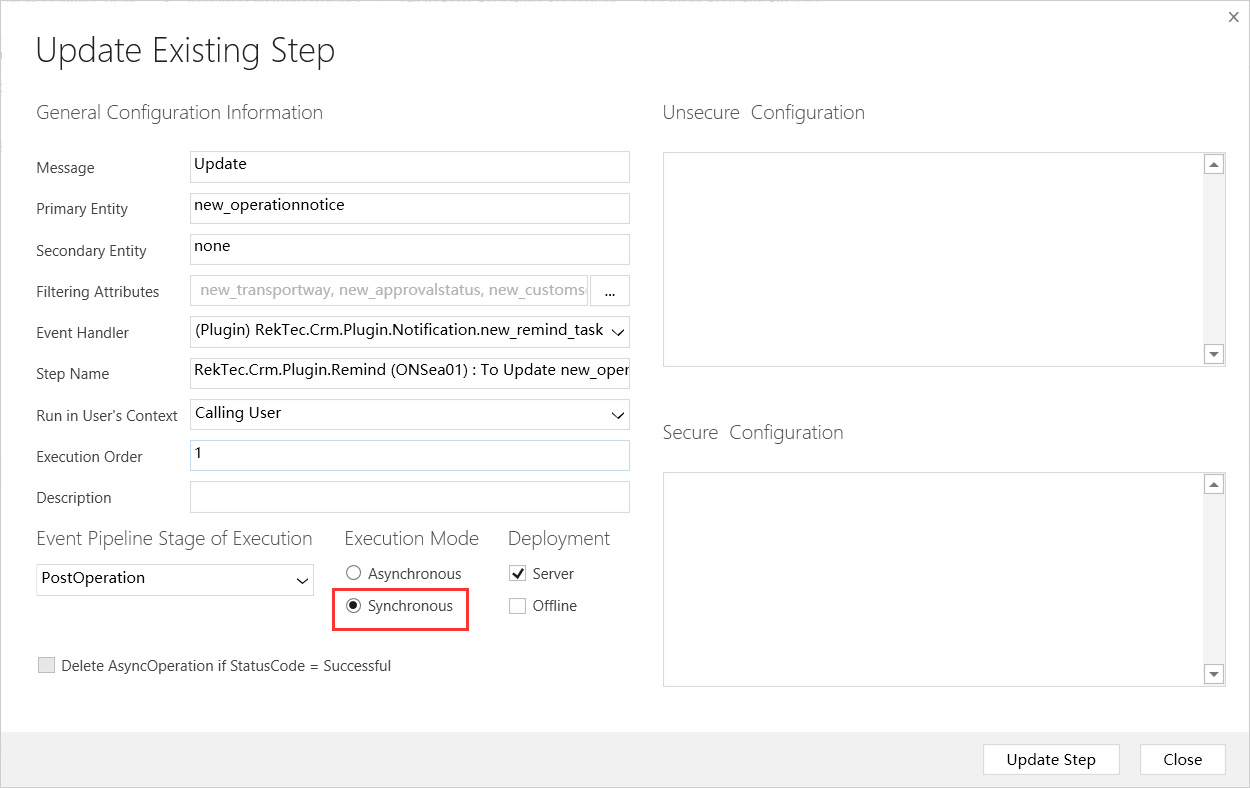 Update Existing Step
General Configuration Information
Message
Update
Primary Entity
new_operationnotice
Secondary Entity
none
Filtering Attributes
new_transportway, new_approvalstatus, new_customs
...
Event Handler
(Plugin) RekTec.Crm.Plugin.Notification.new_remind_task
Step Name
RekTec.Crm.Plugin.Remind (ONSea01) : To Update new_oper
Run in User's Context
Calling User
Execution Order
1
Description
Event Pipeline Stage of Execution
PostOperation
Execution Mode
Asynchronous
Synchronous
Deployment
Server
Offline
Delete AsyncOperation if StatusCode = Successful
Unsecure Configuration
Secure Configuration
Update Step
Close